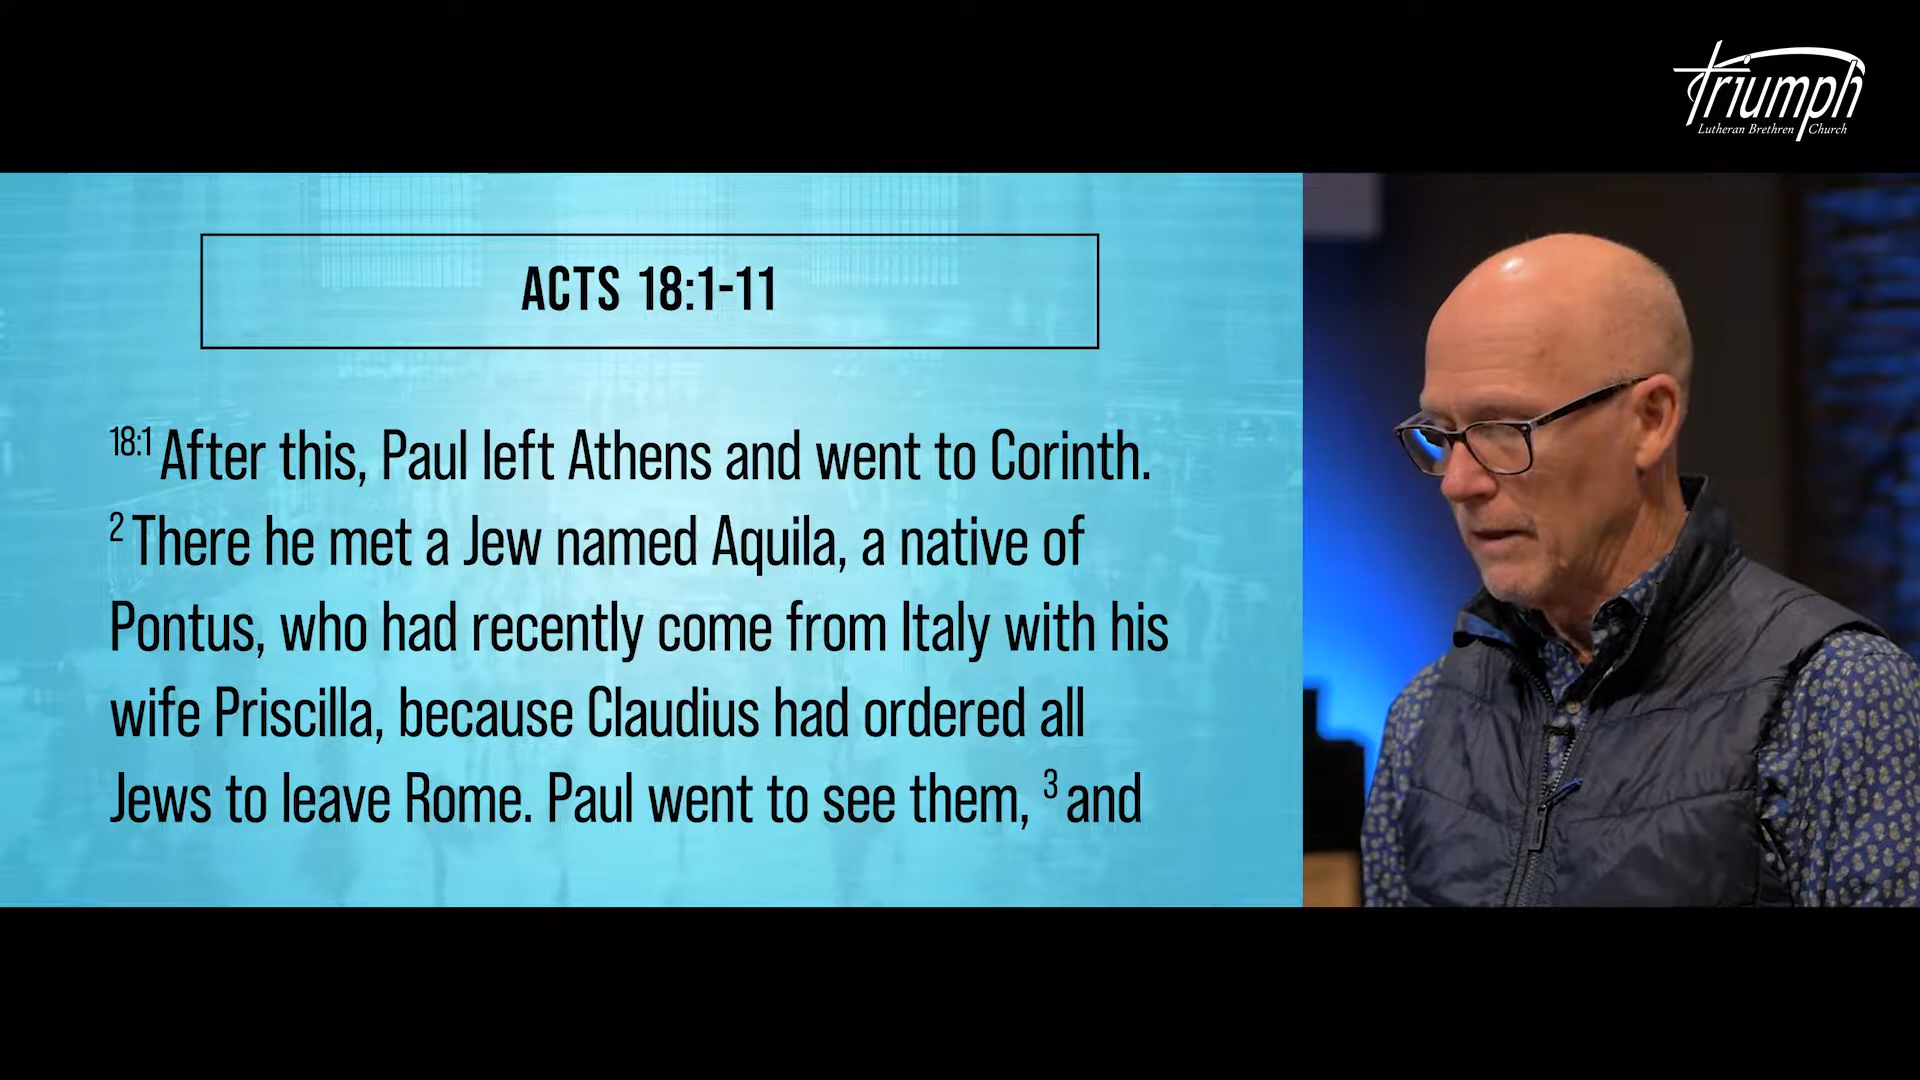 Triumph
Lutheran Brethren Church
ACTS 18:1-11
18:1 After this, Paul left Athens and went to Corinth.
2 There he met a Jew named Aquila, a native of
Pontus, who had recently come from Italy with his
wife Priscilla, because Claudius had ordered all
Jews to leave Rome. Paul went to see them, 3 and